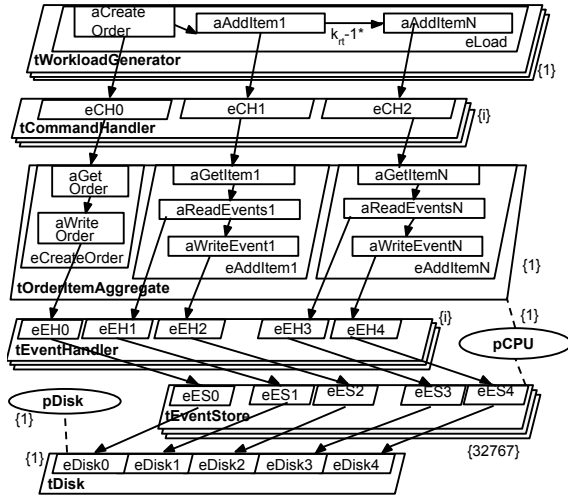 aCreate
Order
aAddItem1
aAddItemN
k_rt-1*
eLoad
tWorkloadGenerator
{1}
eCH0
eCH1
eCH2
tCommandHandler
{i}
aGet
Order
aGetItem1
aGetItemN
aReadEvents1
aReadEventsN
aWrite
Order
aWriteEvent1
aWriteEventN
eCreateOrder
eAddItem1
eAddItemN
{1}
tOrderItemAggregate
{1}
eEH0
eEH1
eEH2
eEH3
eEH4
{i}
tEventHandler
pCPU
eES0
eES1
eES2
eES3
eES4
pDisk
tEventStore
{1}
{32767}
{1}
eDisk0
eDisk1
eDisk2
eDisk3
eDisk4
tDisk